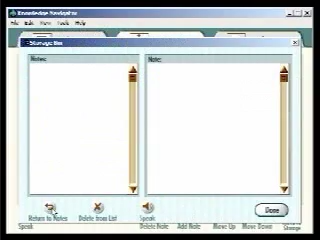 Knowledge Navigator
File Edit View Tools Help
Storage Bin
Notes: Note:
Return to Notes Delete from List Speak Done
Speak Delete Note Add Note Move Up Move Down Storage